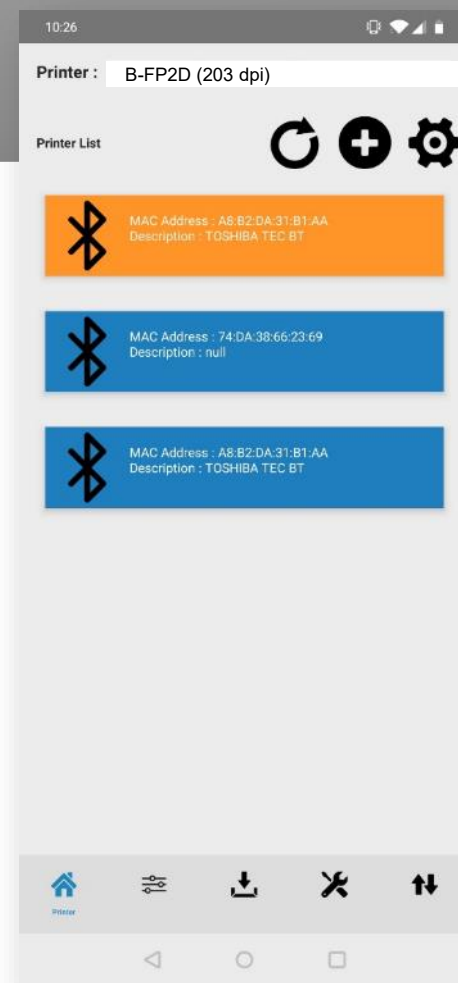 10:26
Printer :
B-FP2D (203 dpi)
Printer List
MAC Address : A8:B2:DA:31:B1:AA
Description : TOSHIBA TEC BT
MAC Address : 74:DA:38:66:23:69
Description : null
MAC Address : A8:B2:DA:31:B1:AA
Description : TOSHIBA TEC BT
Printer